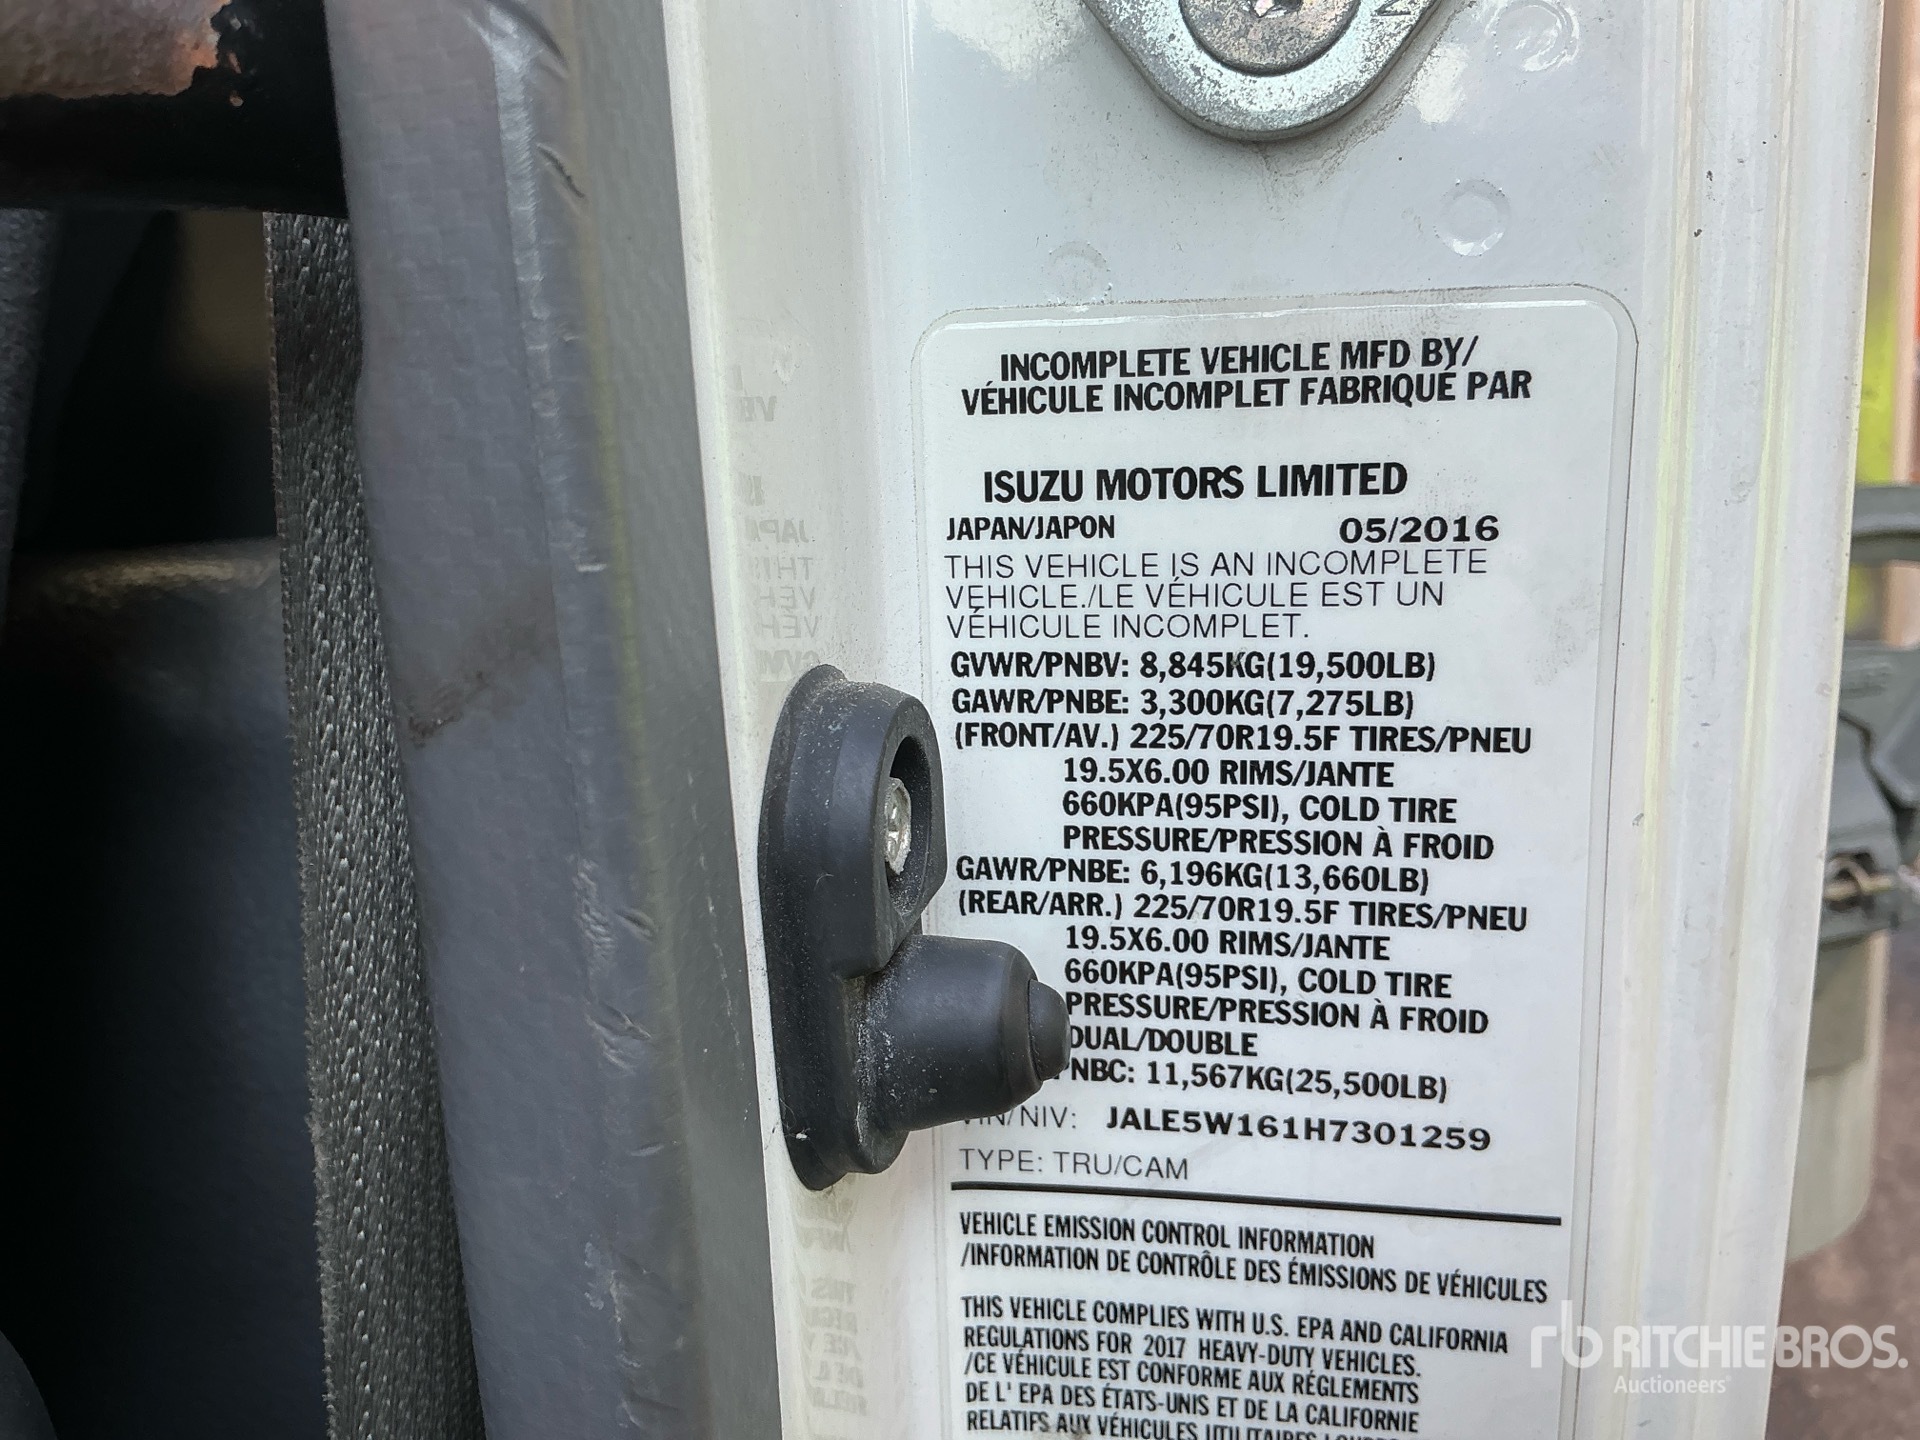 INCOMPLETE VEHICLE MFD BY/
VÉHICULE INCOMPLET FABRIQUÉ PAR
ISUZU MOTORS LIMITED
JAPAN/JAPON 05/2016
THIS VEHICLE IS AN INCOMPLETE
VEHICLE./LE VÉHICULE EST UN
VÉHICULE INCOMPLET.
GVWR/PNBV: 8,845KG(19,500LB)
GAWR/PNBE: 3,300KG(7,275LB)
(FRONT/AV.) 225/70R19.5F TIRES/PNEU
19.5X6.00 RIMS/JANTE
660KPA(95PSI), COLD TIRE
PRESSURE/PRESSION À FROID
GAWR/PNBE: 6,196KG(13,660LB)
(REAR/ARR.) 225/70R19.5F TIRES/PNEU
19.5X6.00 RIMS/JANTE
660KPA(95PSI), COLD TIRE
PRESSURE/PRESSION À FROID
DUAL/DOUBLE
PNBC: 11,567KG(25,500LB)
VIN/NIV: JALE5W161H7301259
TYPE: TRU/CAM
VEHICLE EMISSION CONTROL INFORMATION
/INFORMATION DE CONTRÔLE DES ÉMISSIONS DE VÉHICULES
THIS VEHICLE COMPLIES WITH U.S. EPA AND CALIFORNIA
REGULATIONS FOR 2017 HEAVY-DUTY VEHICLES.
/CE VÉHICULE EST CONFORME AUX RÉGLEMENTS
DE L' EPA DES ÉTATS-UNIS ET DE LA CALIFORNIE
RELATIFS AUX VÉHICULES UTILITAIRES
rb RITCHIE BROS.
Auctioneers